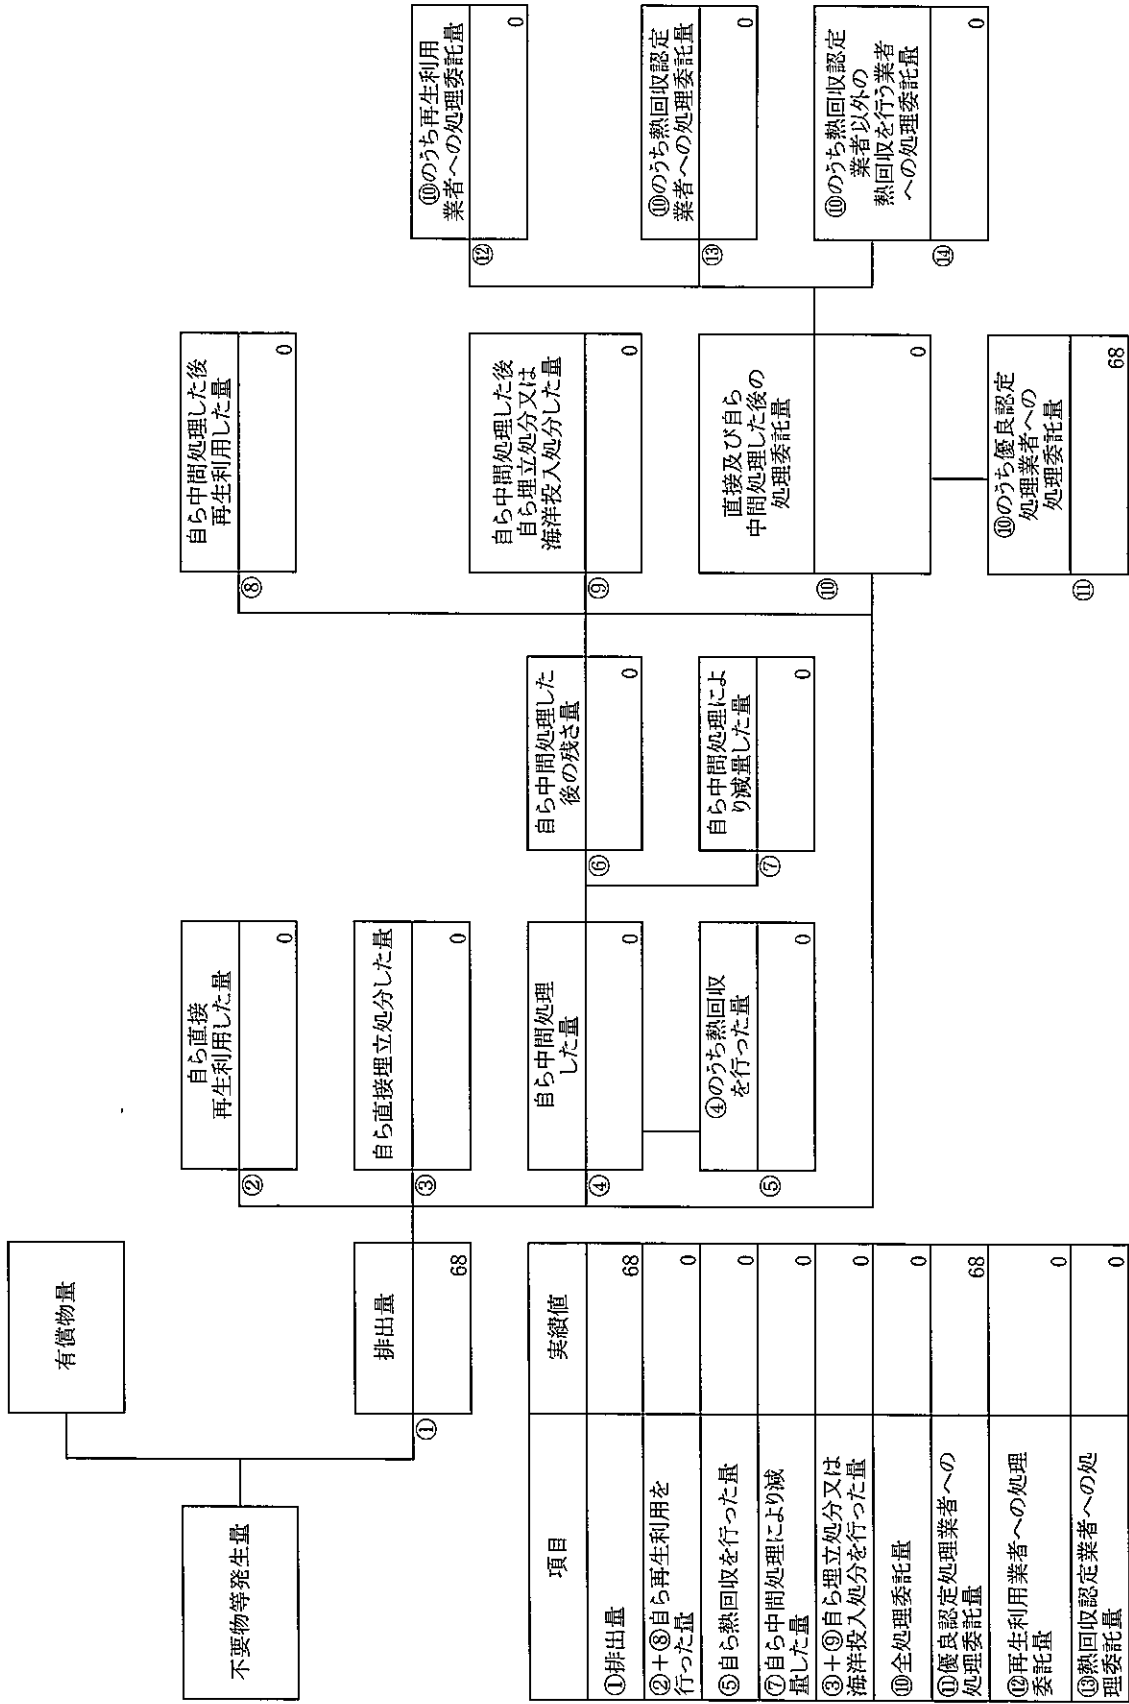 不要物等発生量
有償物量
①
排出量
68
②
自ら直接
再生利用した量
0
③
自ら直接埋立処分した量
0
④
自ら中間処理
した量
0
⑤
④のうち熱回収
を行った量
0
⑥
自ら中間処理した
後の残さ量
0
⑦
自ら中間処理によ
り減量した量
0
⑧
自ら中間処理した後
再生利用した量
0
⑨
自ら中間処理した後
自ら埋立処分又は
海洋投入処分した量
0
⑩
直接及び自ら
中間処理した後の
処理委託量
0
⑪
⑩のうち優良認定
処理業者への
処理委託量
68
⑫
⑩のうち再生利用
業者への処理委託量
0
⑬
⑩のうち熱回収認定
業者への処理委託量
0
⑭
⑩のうち熱回収認定
業者以外の
熱回収を行う業者
への処理委託量
0
項目 実績値
①排出量 68
②+⑧自ら再生利用を
行った量 0
⑤自ら熱回収を行った量 0
⑦自ら中間処理により減
量した量 0
③+⑨自ら埋立処分又は
海洋投入処分を行った量 0
⑩全処理委託量 0
⑪優良認定処理業者への
処理委託量 68
⑫再生利用業者への処理
委託量 0
⑬熱回収認定業者への処
理委託量 0